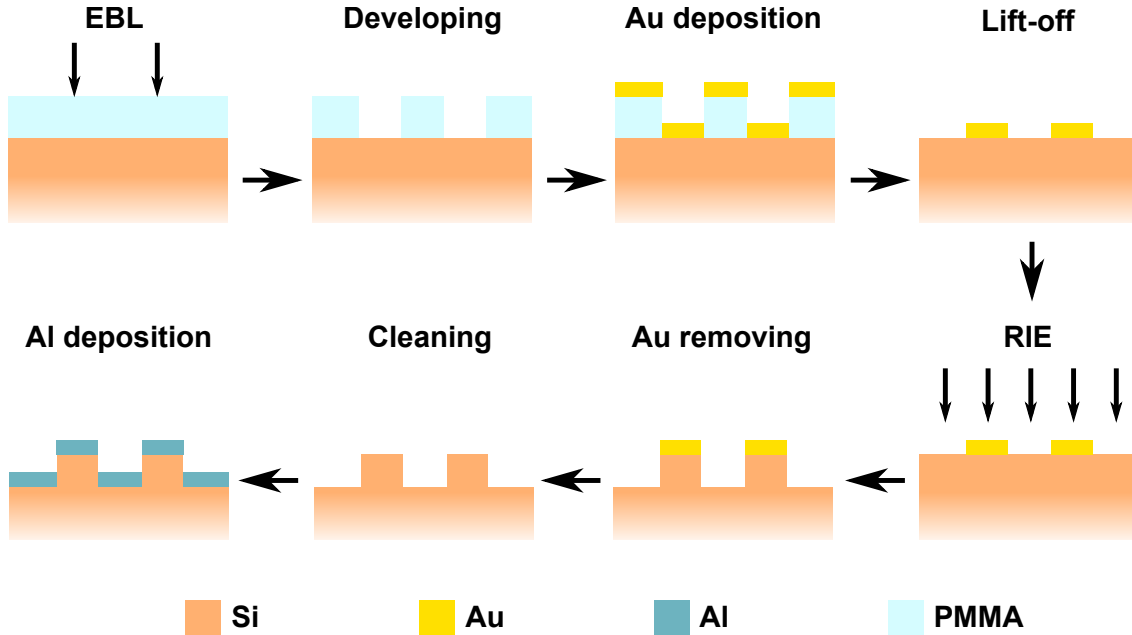 EBL
Developing
Au deposition
Lift-off
Al deposition
Cleaning
Au removing
RIE
Si
Au
Al
PMMA